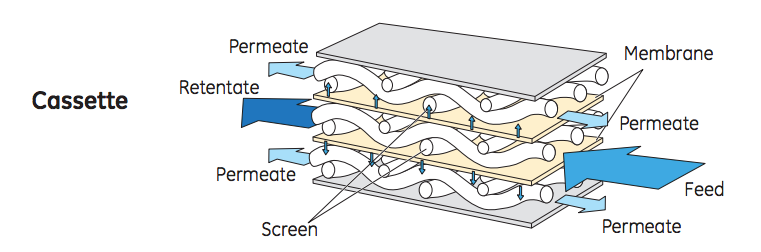 Permeate
Membrane
Retentate
Cassette
Permeate
Permeate
Feed
Screen
Permeate